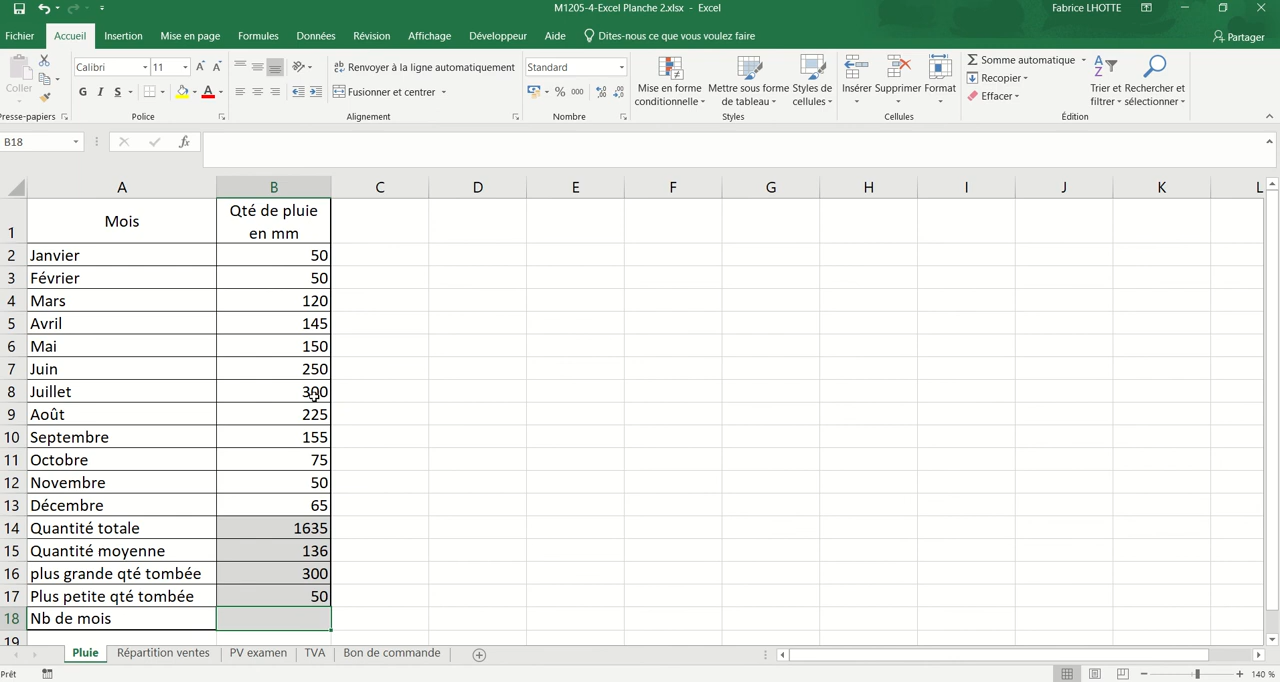 M1205-4-Excel Planche 2.xlsx - Excel
Fabrice LHOTTE
Fichier Accueil Insertion Mise en page Formules Données Révision Affichage Développeur Aide Dites-nous ce que vous voulez faire Partager
Coller
Calibri 11
Renvoyer à la ligne automatiquement
Standard
Mise en forme conditionnelle
Mettre sous forme de tableau
Styles de cellules
Insérer Supprimer Format
Somme automatique
Recopier
Effacer
Trier et filtrer
Rechercher et sélectionner
G I S
Fusionner et centrer
% 000
Presse-papiers Police Alignement Nombre Styles Cellules Édition
B18 fx
A B C D E F G H I J K L
1 Mois Qté de pluie
en mm
2 Janvier 50
3 Février 50
4 Mars 120
5 Avril 145
6 Mai 150
7 Juin 250
8 Juillet 300
9 Août 225
10 Septembre 155
11 Octobre 75
12 Novembre 50
13 Décembre 65
14 Quantité totale 1635
15 Quantité moyenne 136
16 plus grande qté tombée 300
17 Plus petite qté tombée 50
18 Nb de mois
19
Pluie Répartition ventes PV examen TVA Bon de commande
Prêt
140 %